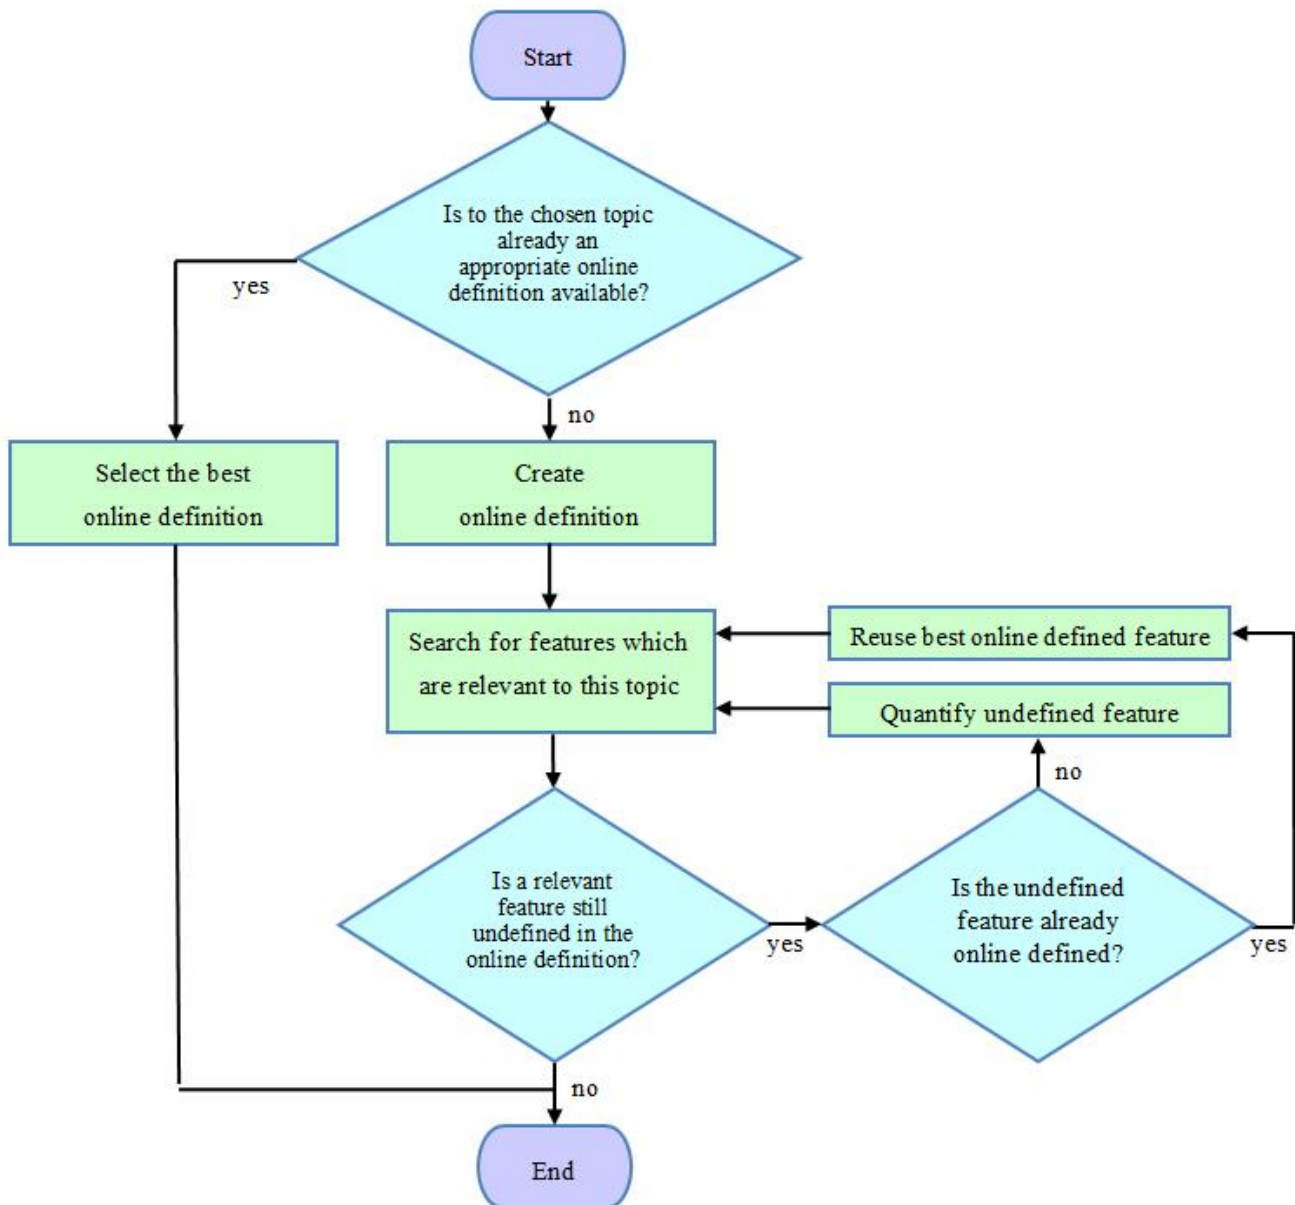 Start
Is to the chosen topic
already an
appropriate online
definition available?
yes
no
Select the best
online definition
Create
online definition
Search for features which
are relevant to this topic
Reuse best online defined feature
Quantify undefined feature
no
Is a relevant
feature still
undefined in the
online definition?
yes
Is the undefined
feature already
online defined?
yes
no
End